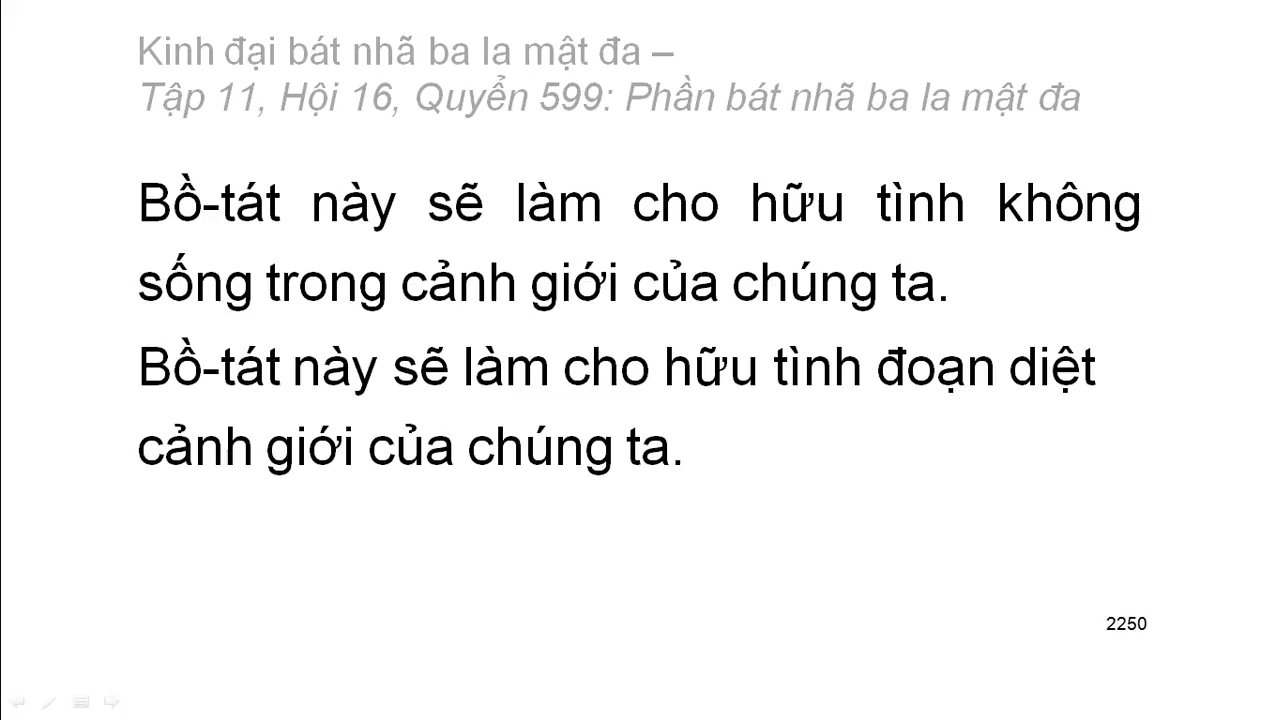 Kinh đại bát nhã ba la mật đa –
Tập 11, Hội 16, Quyển 599: Phần bát nhã ba la mật đa
Bồ-tát này sẽ làm cho hữu tình không
sống trong cảnh giới của chúng ta.
Bồ-tát này sẽ làm cho hữu tình đoạn diệt
cảnh giới của chúng ta.
2250